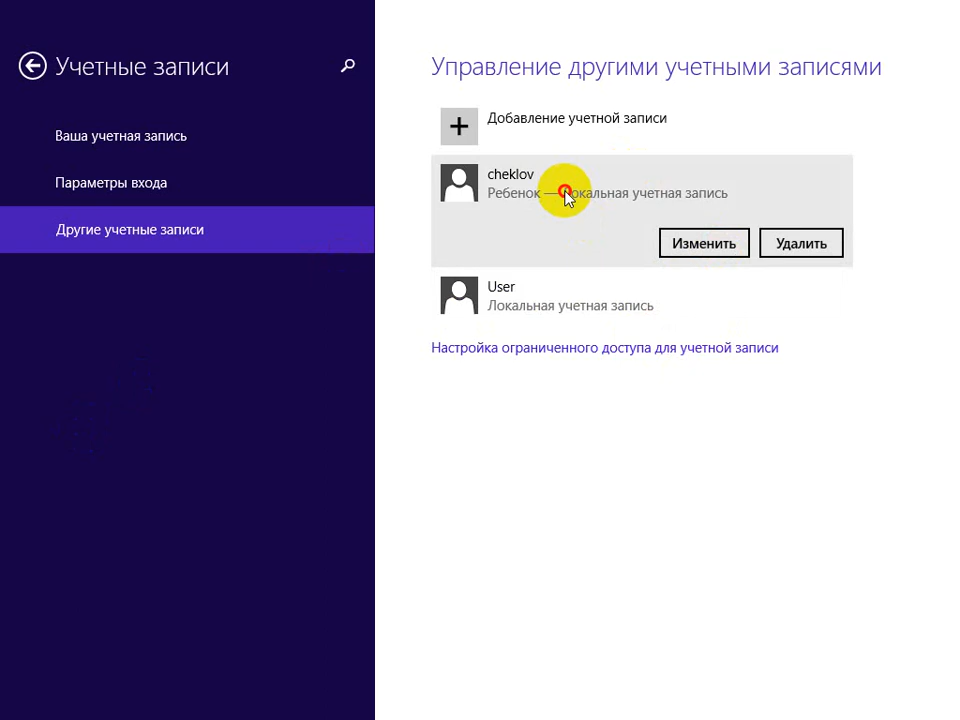 Учетные записи
Ваша учетная запись
Параметры входа
Другие учетные записи
Управление другими учетными записями
Добавление учетной записи
cheklov
Ребенок — Локальная учетная запись
Изменить
Удалить
User
Локальная учетная запись
Настройка ограниченного доступа для учетной записи